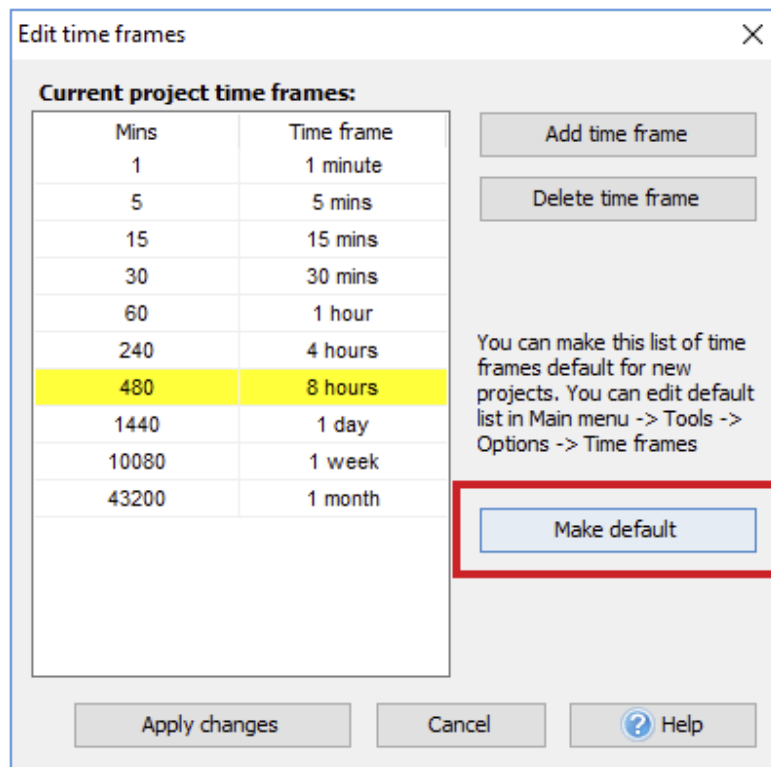 Edit time frames
Current project time frames:
Mins Time frame
1 1 minute
5 5 mins
15 15 mins
30 30 mins
60 1 hour
240 4 hours
480 8 hours
1440 1 day
10080 1 week
43200 1 month
Add time frame
Delete time frame
You can make this list of time
frames default for new
projects. You can edit default
list in Main menu -> Tools ->
Options -> Time frames
Make default
Apply changes
Cancel
? Help